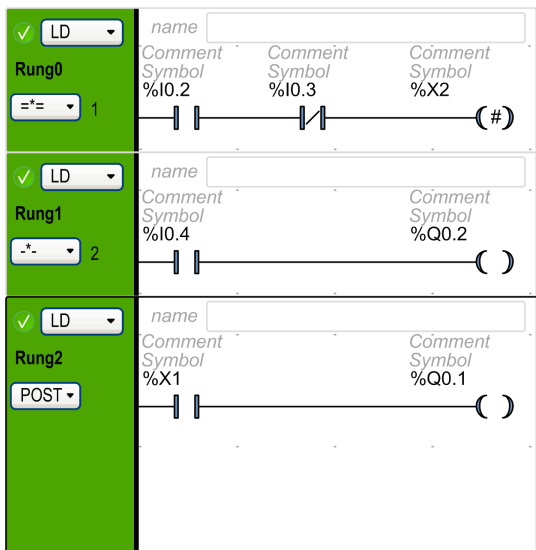 LD name
Rung0 Comment Comment Comment
Symbol Symbol Symbol
%I0.2 %I0.3 %X2
=*= 1 (#)
LD name
Rung1 Comment Comment
Symbol Symbol
%I0.4 %Q0.2
-*- 2
LD name
Rung2 Comment Comment
Symbol Symbol
%X1 %Q0.1
POST